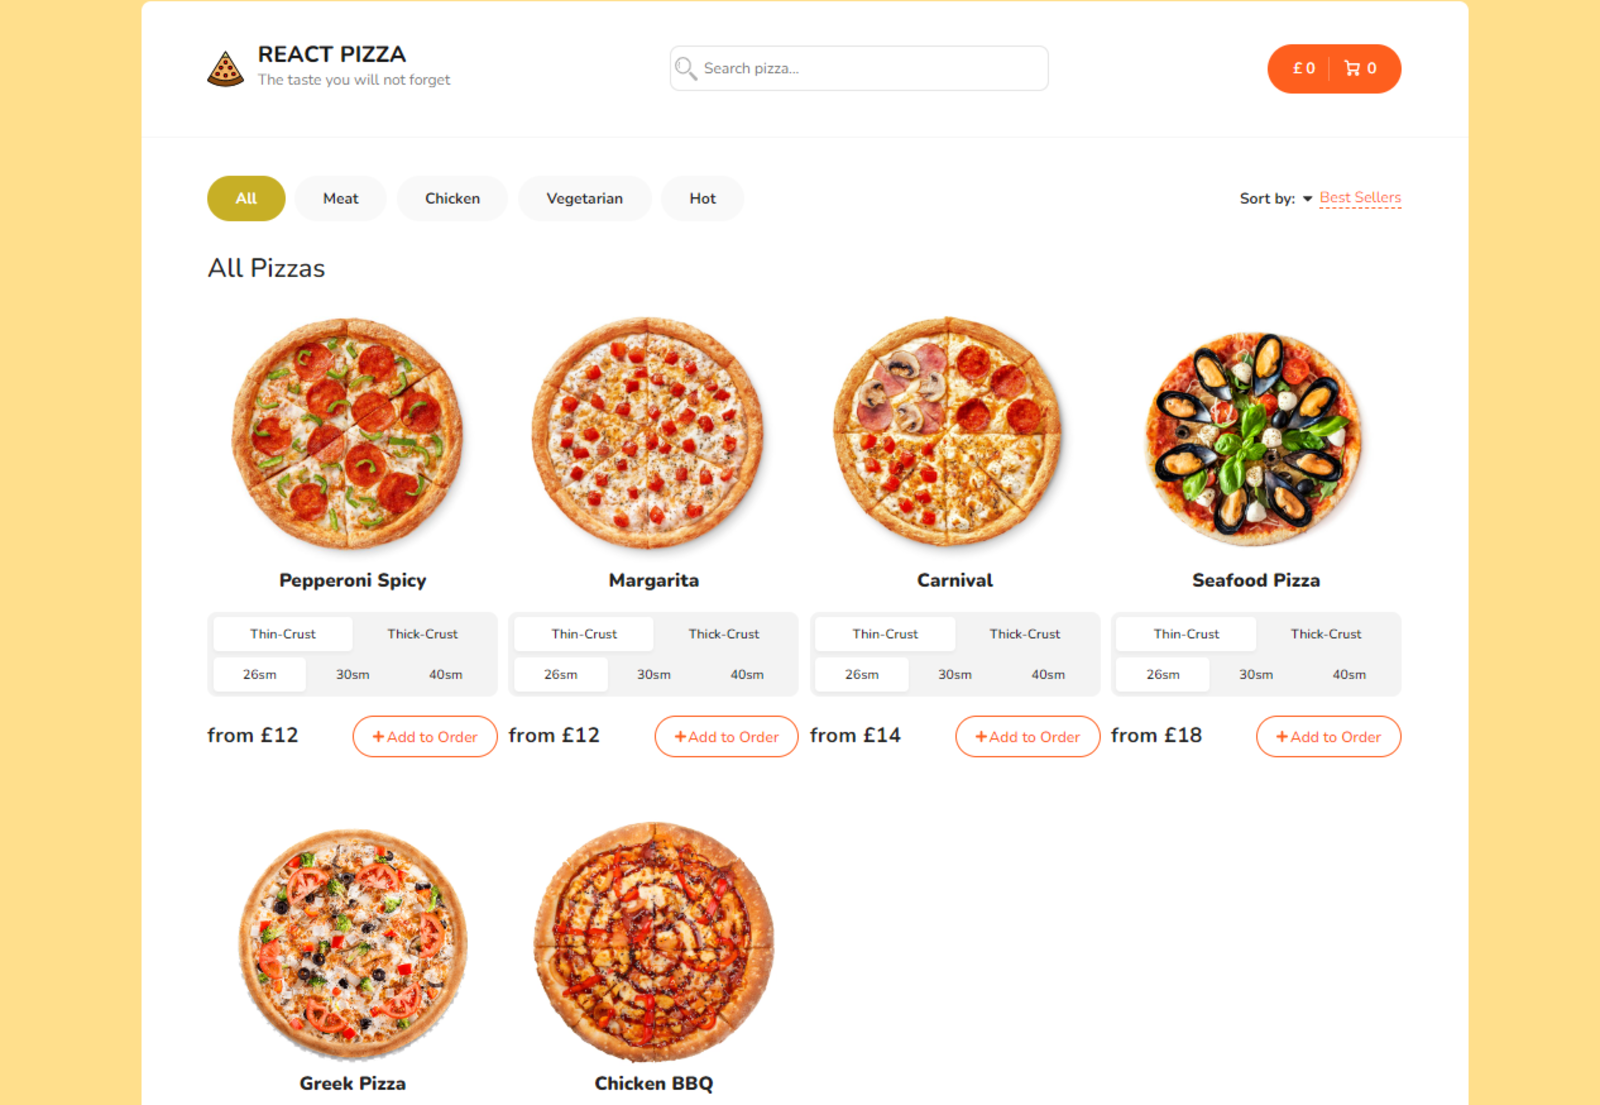 REACT PIZZA
The taste you will not forget
Search pizza...
£ 0 0
All Meat Chicken Vegetarian Hot
Sort by: Best Sellers
All Pizzas
Pepperoni Spicy Margarita Carnival Seafood Pizza
Thin-Crust Thick-Crust Thin-Crust Thick-Crust Thin-Crust Thick-Crust Thin-Crust Thick-Crust
26sm 30sm 40sm 26sm 30sm 40sm 26sm 30sm 40sm 26sm 30sm 40sm
from £12 +Add to Order from £12 +Add to Order from £14 +Add to Order from £18 +Add to Order
Greek Pizza Chicken BBQ